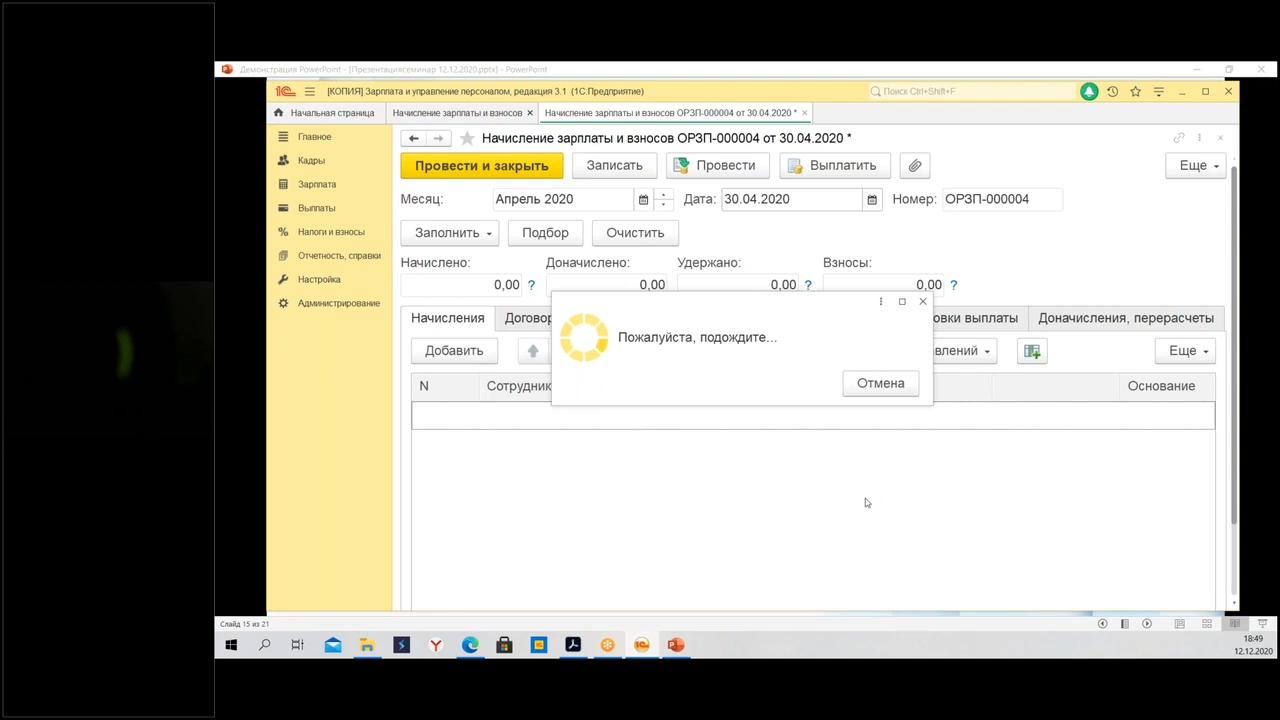 Демонстрация PowerPoint - [Презентациясеминар 12.12.2020.pptx] - PowerPoint
[КОПИЯ] Зарплата и управление персоналом, редакция 3.1 (1С:Предприятие)
Поиск Ctrl+Shift+F
Начальная страница
Начисление зарплаты и взносов
Начисление зарплаты и взносов ОРЗП-000004 от 30.04.2020 *
Главное
Кадры
Зарплата
Выплаты
Налоги и взносы
Отчетность, справки
Настройка
Администрирование
Начисление зарплаты и взносов ОРЗП-000004 от 30.04.2020 *
Провести и закрыть Записать Провести Выплатить Еще
Месяц: Апрель 2020 Дата: 30.04.2020 Номер: ОРЗП-000004
Заполнить Подбор Очистить
Начислено: Доначислено: Удержано: Взносы:
0,00 ? 0,00 0,00 ? 0,00 ?
Начисления Договор овки выплаты Доначисления, перерасчеты
Добавить влений Еще
N Сотрудник Основание
Пожалуйста, подождите...
Отмена
Слайд 15 из 21
18:49
12.12.2020